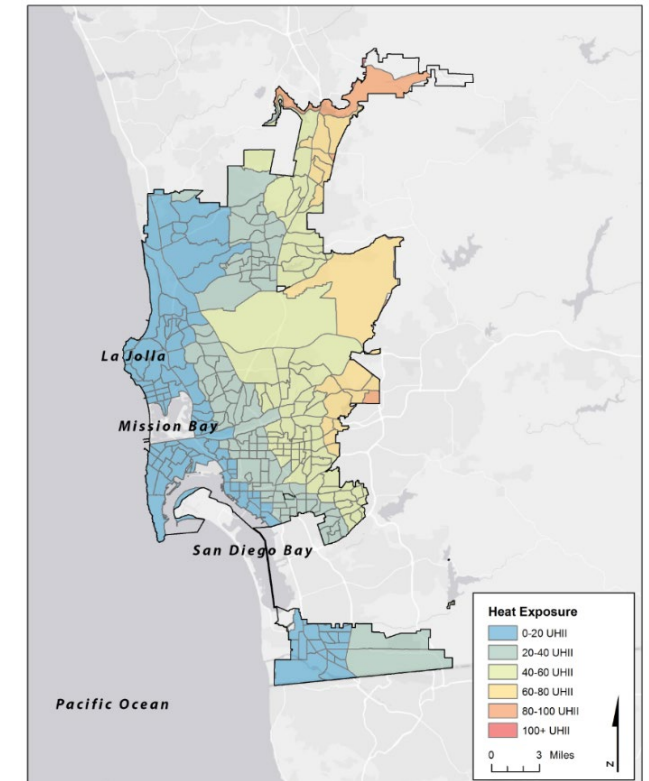 La Jolla
Mission Bay
San Diego Bay
Pacific Ocean
Heat Exposure
0-20 UHII
20-40 UHII
40-60 UHII
60-80 UHII
80-100 UHII
100+ UHII
0 3 Miles
N